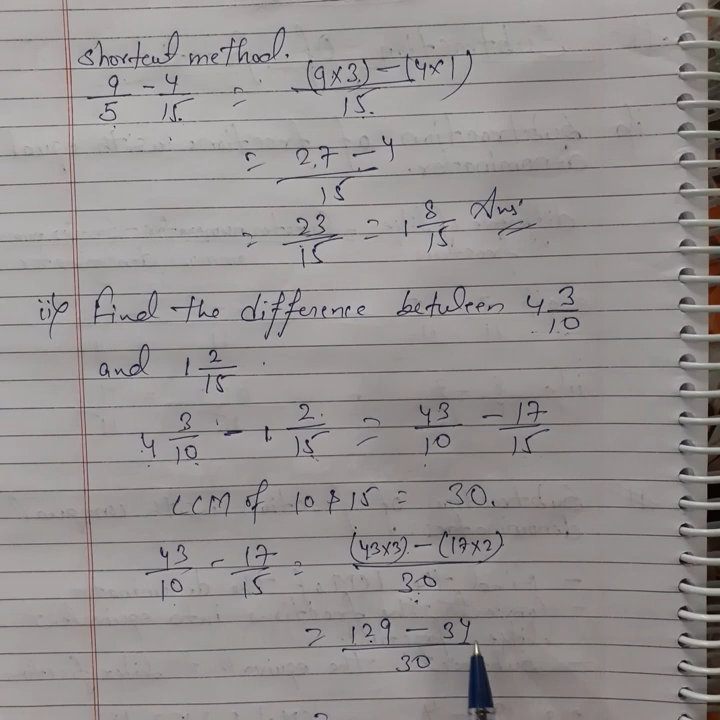 Shortcut method.
9/5 - 4/15 = (9×3) - (4×1)/15
= 27 - 4/15
= 23/15 = 1 8/15 Ans
ii) Find the difference between 4 3/10
and 1 2/15.
4 3/10 - 1 2/15 = 43/10 - 17/15
LCM of 10 & 15 = 30.
43/10 - 17/15 = (43×3) - (17×2)/30
= 129 - 34/30